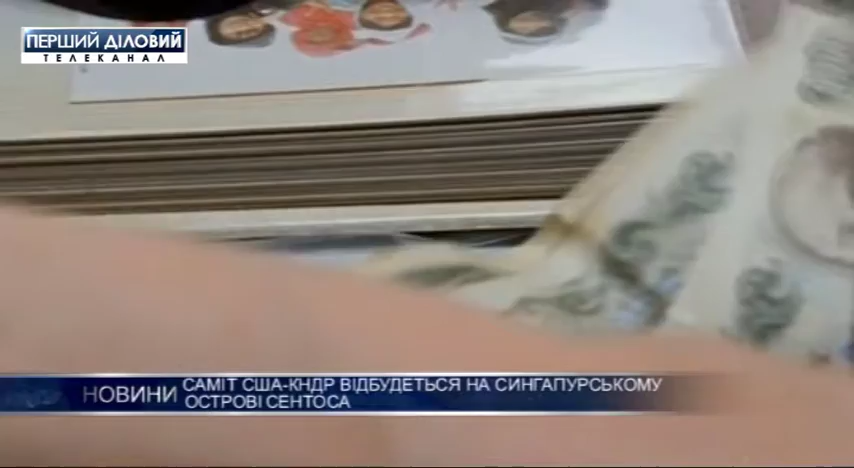 ПЕРШИЙ ДІЛОВИЙ
ТЕЛЕКАНАЛ
НОВИНИ
САМІТ США-КНДР ВІДБУДЕТЬСЯ НА СИНГАПУРСЬКОМУ
ОСТРОВІ СЕНТОСА